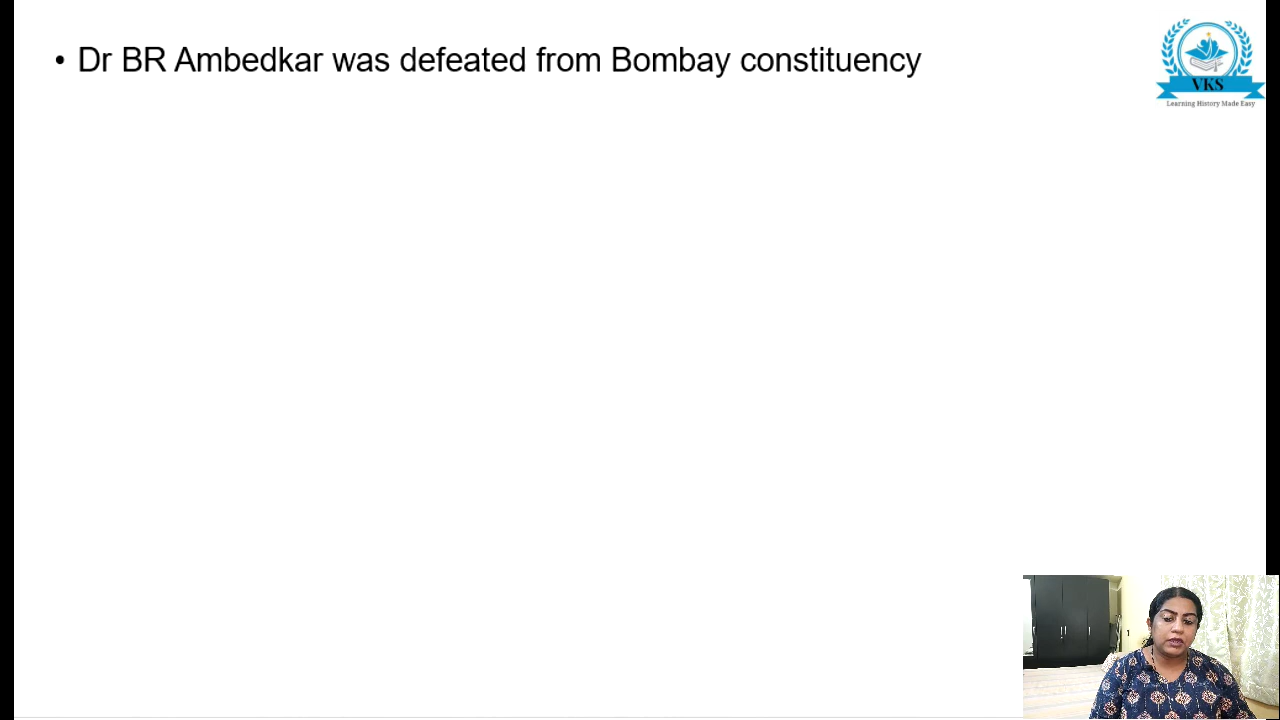 • Dr BR Ambedkar was defeated from Bombay constituency
VKS
Learning History Made Easy